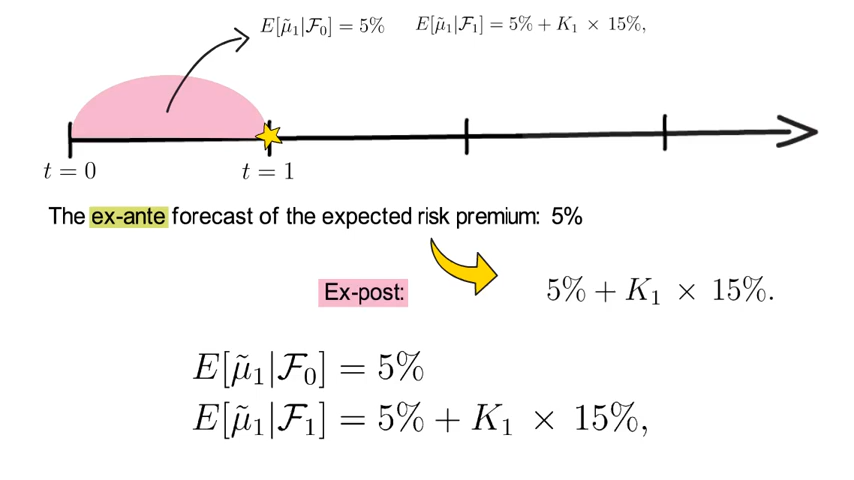 E[μ̃₁|ℱ₀] = 5% E[μ̃₁|ℱ₁] = 5% + K₁ × 15%,
t = 0 t = 1
The ex-ante forecast of the expected risk premium: 5%
Ex-post: 5% + K₁ × 15%.
E[μ̃₁|ℱ₀] = 5%
E[μ̃₁|ℱ₁] = 5% + K₁ × 15%,